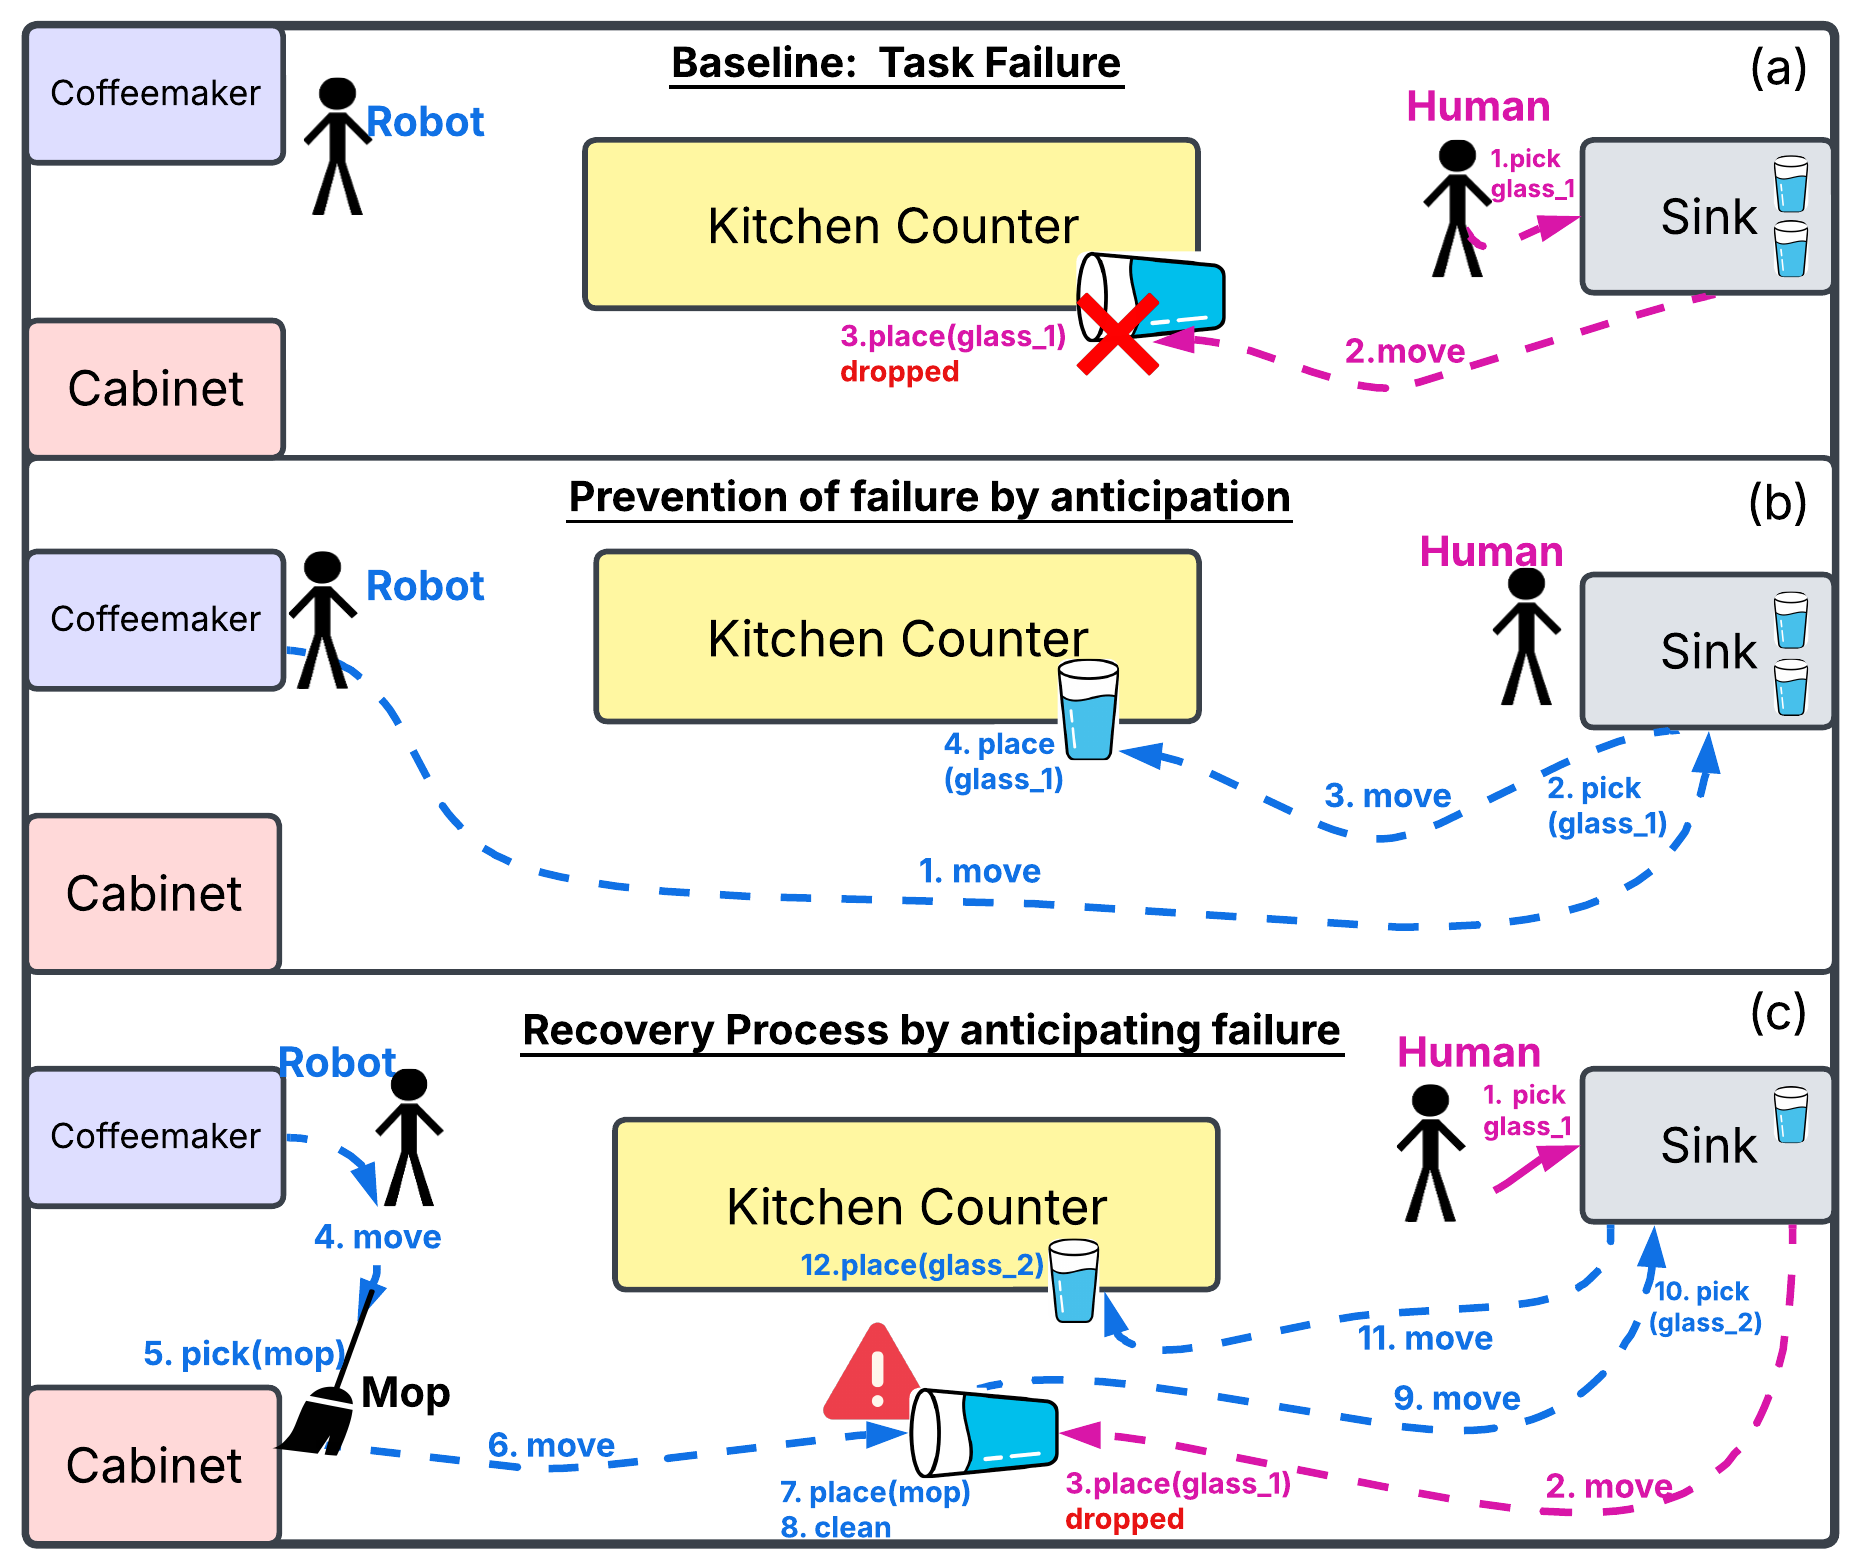 Baseline:  Task Failure
(a)
Coffeemaker
Robot
Human
1.pick
glass_1
Kitchen Counter
Sink
3.place(glass_1)
dropped
2.move
Cabinet
Prevention of failure by anticipation
(b)
Human
Coffeemaker
Robot
Kitchen Counter
Sink
4. place
(glass_1)
3. move
2. pick
(glass_1)
1. move
Cabinet
Recovery Process by anticipating failure
(c)
Robot
Human
Coffeemaker
1. pick
glass_1
Sink
Kitchen Counter
4. move
12.place(glass_2)
10. pick
(glass_2)
11. move
5. pick(mop)
Mop
9. move
6. move
Cabinet
7. place(mop)
8. clean
3.place(glass_1)
dropped
2. move